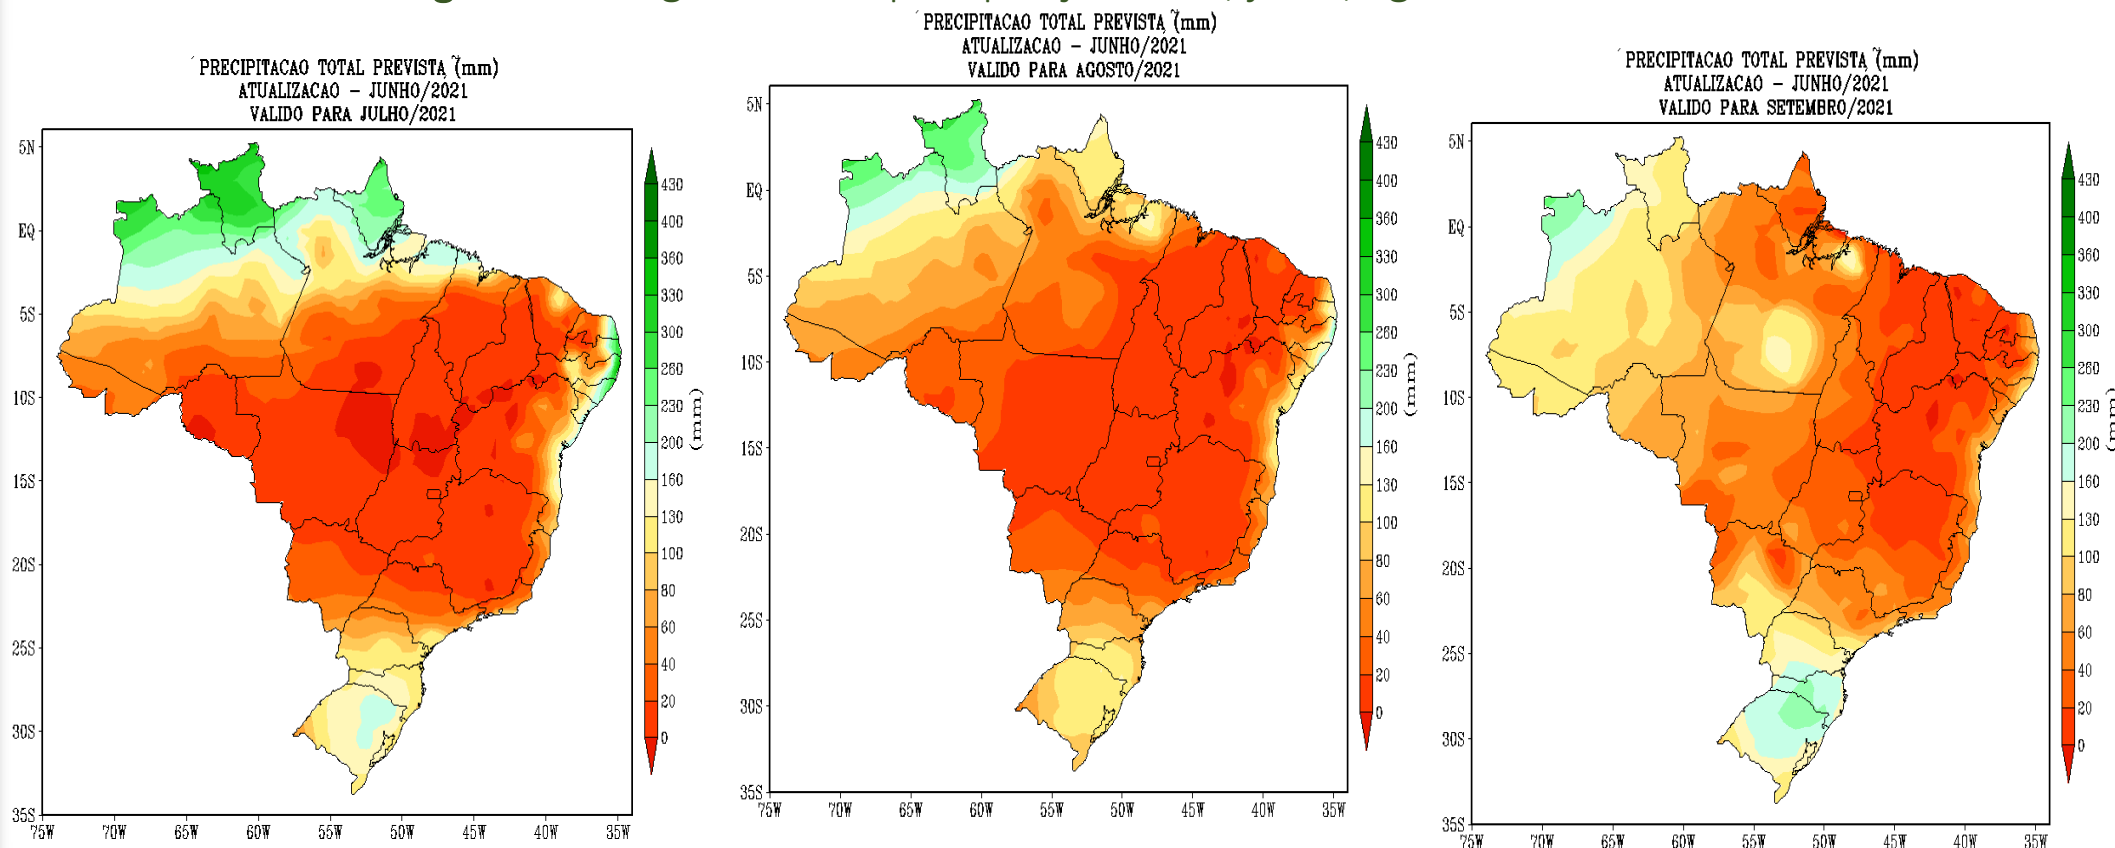 ´PRECIPITACAO TOTAL PREVISTA, ~(mm)
ATUALIZACAO - JUNHO/2021
VALIDO PARA JULHO/2021
5N
EQ
5S
10S
15S
20S
25S
30S
35S
75W 70W 65W 60W 55W 50W 45W 40W 35W
430
400
360
330
300
260
230
200
160
130
100
80
60
40
20
0
(mm)
´PRECIPITACAO TOTAL PREVISTA, ~(mm)
ATUALIZACAO - JUNHO/2021
VALIDO PARA AGOSTO/2021
5N
EQ
5S
10S
15S
20S
25S
30S
35S
75W 70W 65W 60W 55W 50W 45W 40W 35W
430
400
360
330
300
260
230
200
160
130
100
80
60
40
20
0
(mm)
´PRECIPITACAO TOTAL PREVISTA, ~(mm)
ATUALIZACAO - JUNHO/2021
VALIDO PARA SETEMBRO/2021
5N
EQ
5S
10S
15S
20S
25S
30S
35S
75W 70W 65W 60W 55W 50W 45W 40W 35W
430
400
360
330
300
260
230
200
160
130
100
80
60
40
20
0
(mm)